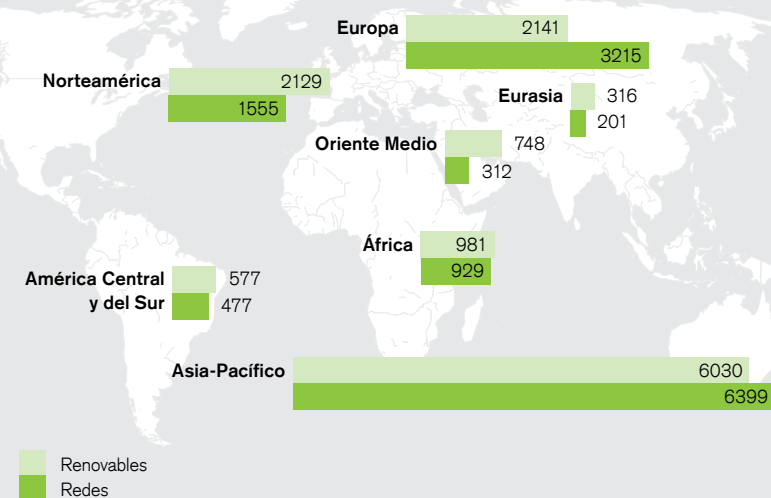 Europa 2141
3215
Norteamérica 2129
1555
Eurasia 316
201
Oriente Medio 748
312
África 981
929
América Central 577
y del Sur 477
Asia-Pacífico 6030
6399
Renovables
Redes